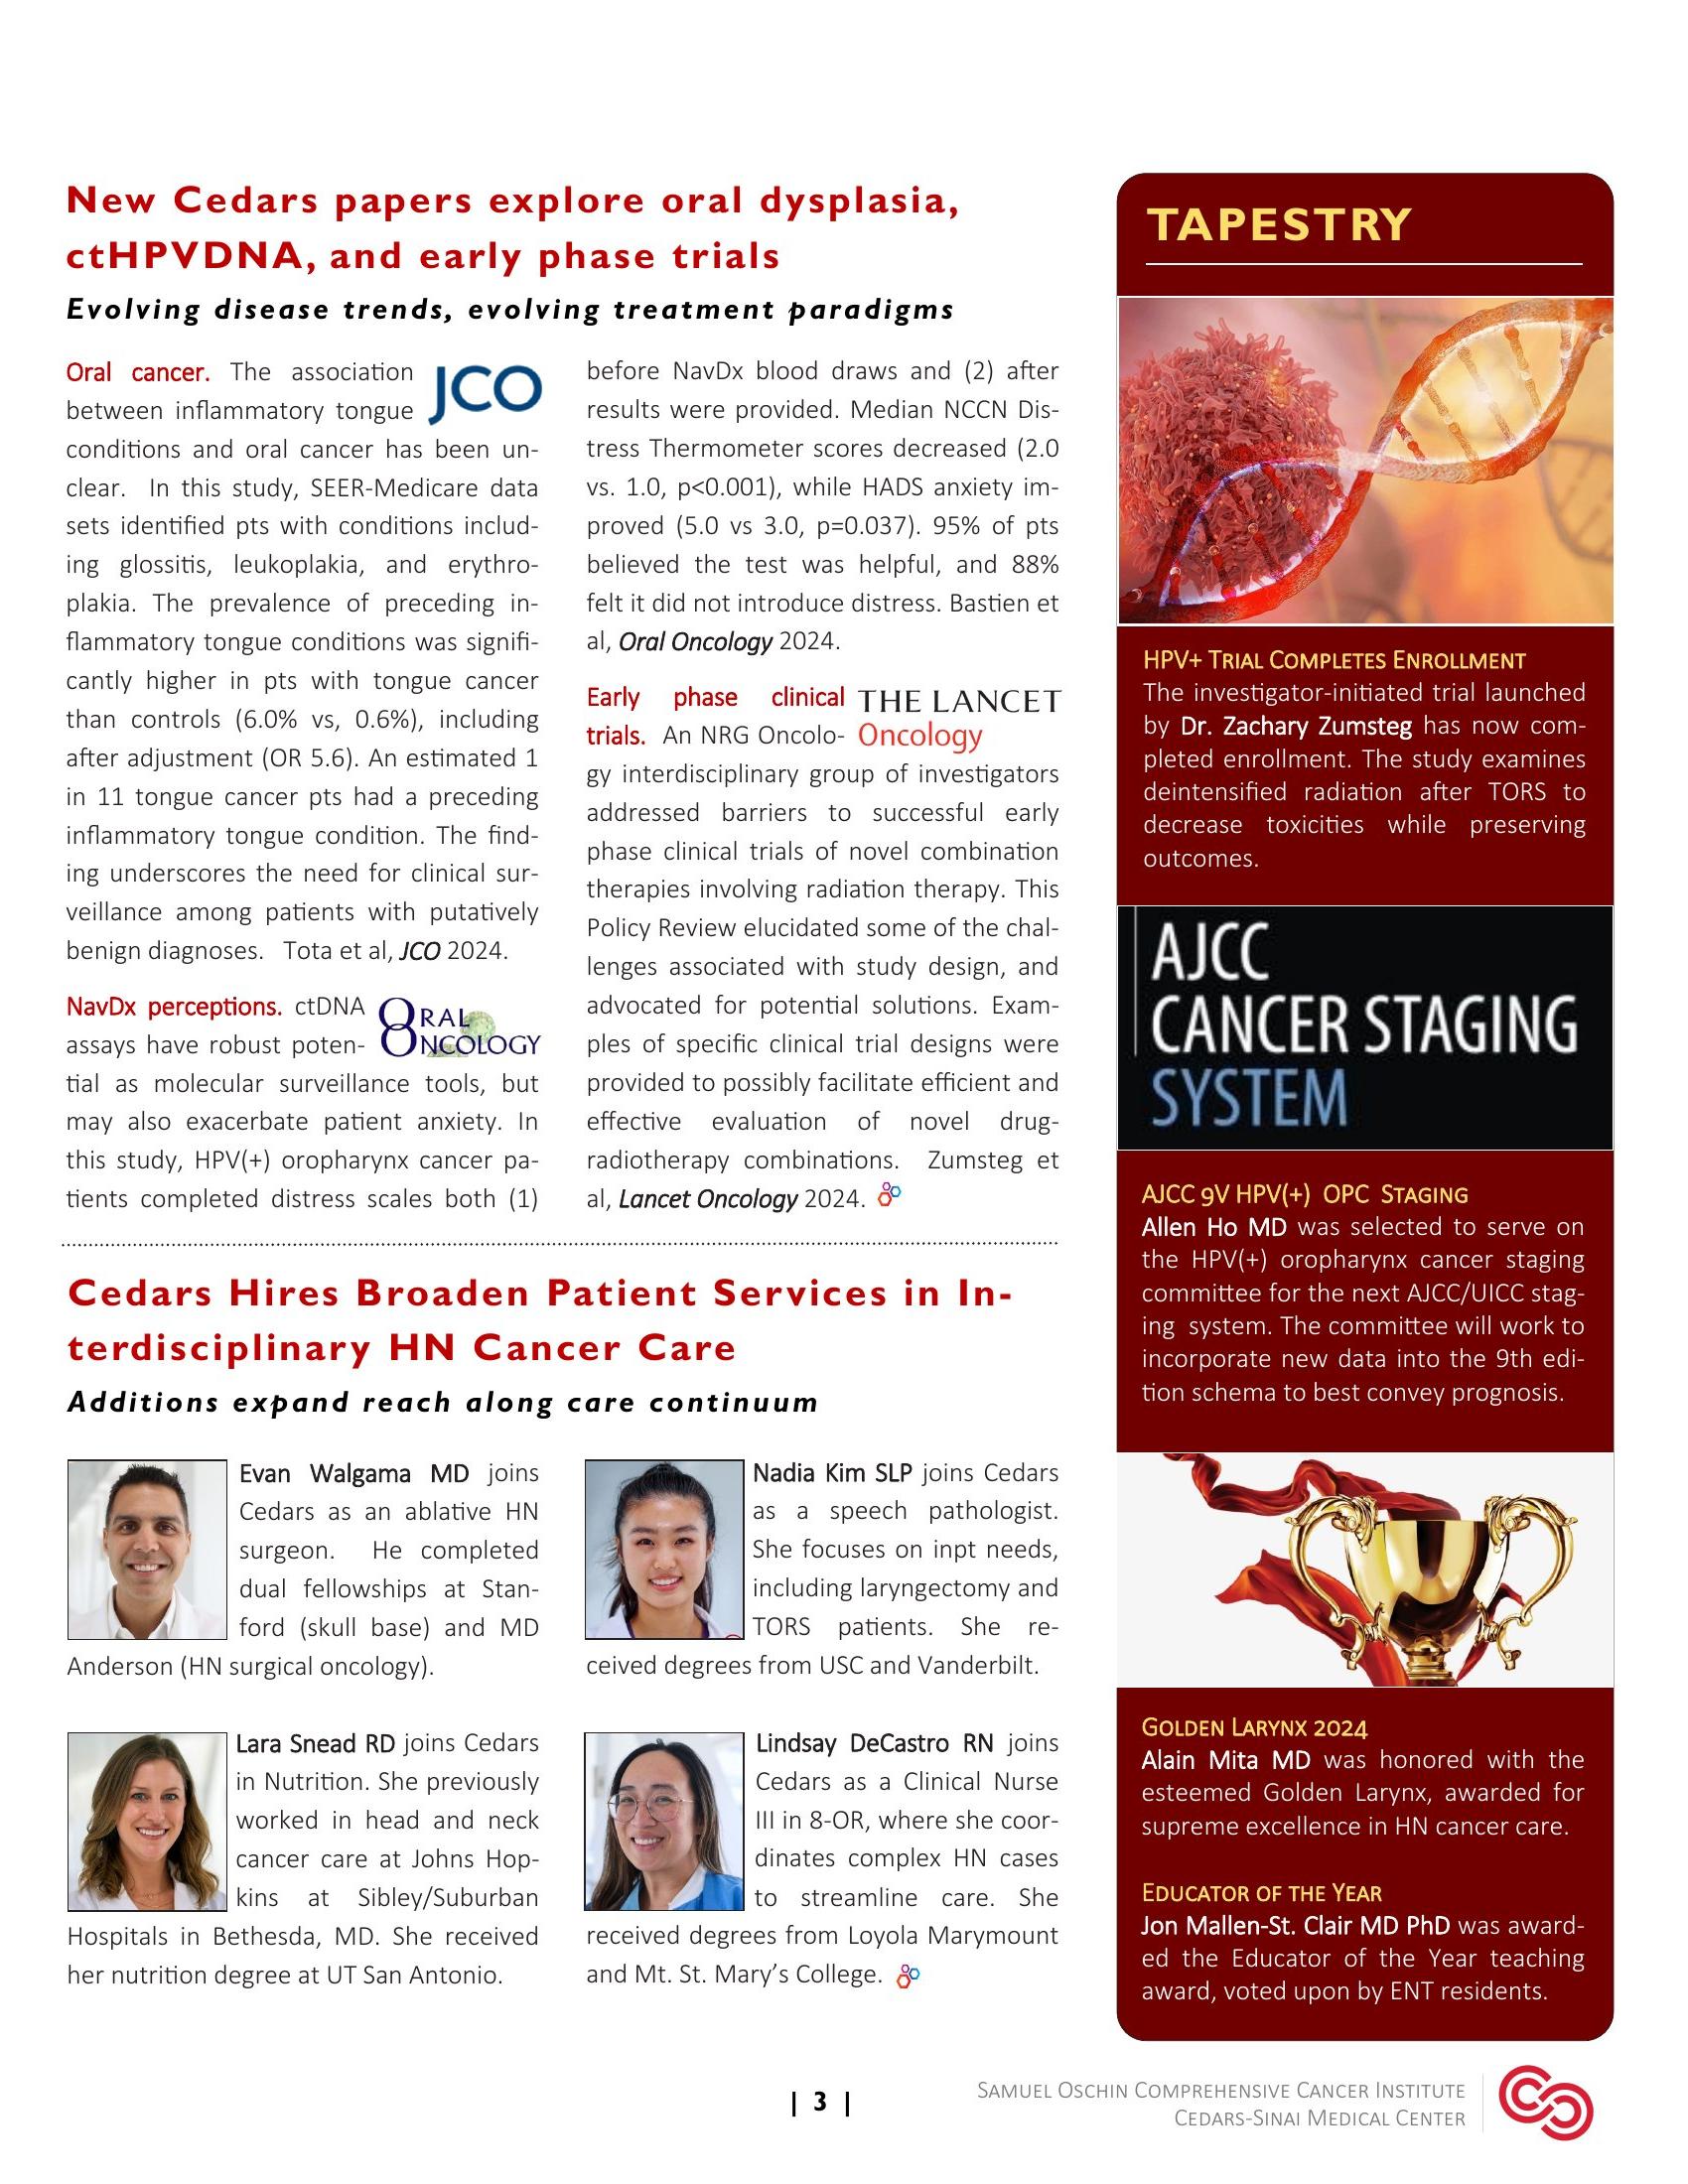 New Cedars papers explore oral dysplasia,
ctHPVDNA, and early phase trials
Evolving disease trends, evolving treatment paradigms
Oral cancer. The association
between inflammatory tongue
JCO
conditions and oral cancer has been un-
clear. In this study, SEER-Medicare data
sets identified pts with conditions includ-
ing glossitis, leukoplakia, and erythro-
plakia. The prevalence of preceding in-
flammatory tongue conditions was signifi-
cantly higher in pts with tongue cancer
than controls (6.0% vs, 0.6%), including
after adjustment (OR 5.6). An estimated 1
in 11 tongue cancer pts had a preceding
inflammatory tongue condition. The find-
ing underscores the need for clinical sur-
veillance among patients with putatively
benign diagnoses. Tota et al, JCO 2024.
NavDx perceptions. ctDNA
assays have robust poten-
ORAL
ONCOLOGY
tial as molecular surveillance tools, but
may also exacerbate patient anxiety. In
this study, HPV(+) oropharynx cancer pa-
tients completed distress scales both (1)
before NavDx blood draws and (2) after
results were provided. Median NCCN Dis-
tress Thermometer scores decreased (2.0
vs. 1.0, p<0.001), while HADS anxiety im-
proved (5.0 vs 3.0, p=0.037). 95% of pts
believed the test was helpful, and 88%
felt it did not introduce distress. Bastien et
al, Oral Oncology 2024.
Early phase clinical
trials. An NRG Oncolo-
THE LANCET
Oncology
gy interdisciplinary group of investigators
addressed barriers to successful early
phase clinical trials of novel combination
therapies involving radiation therapy. This
Policy Review elucidated some of the chal-
lenges associated with study design, and
advocated for potential solutions. Exam-
ples of specific clinical trial designs were
provided to possibly facilitate efficient and
effective evaluation of novel drug-
radiotherapy combinations. Zumsteg et
al, Lancet Oncology 2024.
Cedars Hires Broaden Patient Services in In-
terdisciplinary HN Cancer Care
Additions expand reach along care continuum
Evan Walgama MD joins
Cedars as an ablative HN
surgeon. He completed
dual fellowships at Stan-
ford (skull base) and MD
Anderson (HN surgical oncology).
Nadia Kim SLP joins Cedars
as a speech pathologist.
She focuses on inpt needs,
including laryngectomy and
TORS patients. She re-
ceived degrees from USC and Vanderbilt.
Lara Snead RD joins Cedars
in Nutrition. She previously
worked in head and neck
cancer care at Johns Hop-
kins at Sibley/Suburban
Hospitals in Bethesda, MD. She received
her nutrition degree at UT San Antonio.
Lindsay DeCastro RN joins
Cedars as a Clinical Nurse
III in 8-OR, where she coor-
dinates complex HN cases
to streamline care. She
received degrees from Loyola Marymount
and Mt. St. Mary’s College.
TAPESTRY
HPV+ TRIAL COMPLETES ENROLLMENT
The investigator-initiated trial launched
by Dr. Zachary Zumsteg has now com-
pleted enrollment. The study examines
deintensified radiation after TORS to
decrease toxicities while preserving
outcomes.
AJCC
CANCER STAGING
SYSTEM
AJCC 9V HPV(+) OPC STAGING
Allen Ho MD was selected to serve on
the HPV(+) oropharynx cancer staging
committee for the next AJCC/UICC stag-
ing system. The committee will work to
incorporate new data into the 9th edi-
tion schema to best convey prognosis.
GOLDEN LARYNX 2024
Alain Mita MD was honored with the
esteemed Golden Larynx, awarded for
supreme excellence in HN cancer care.
EDUCATOR OF THE YEAR
Jon Mallen-St. Clair MD PhD was award-
ed the Educator of the Year teaching
award, voted upon by ENT residents.
| 3 |
SAMUEL OSCHIN COMPREHENSIVE CANCER INSTITUTE
CEDARS-SINAI MEDICAL CENTER